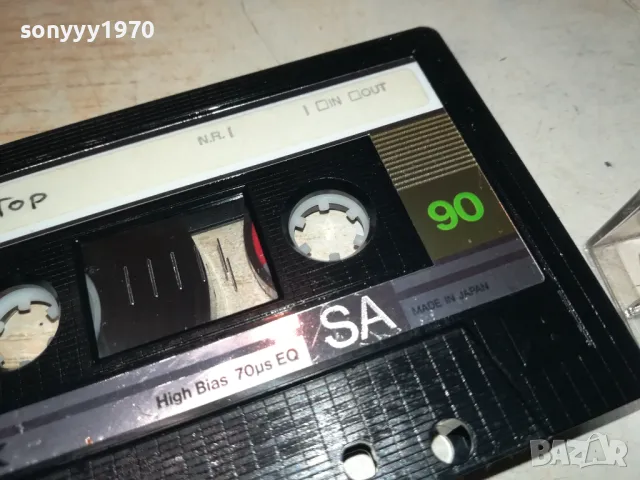 sonyyy1970
N.R. IN OUT
TOP
90
SA
MADE IN JAPAN
High Bias 70µs EQ
BAZAR